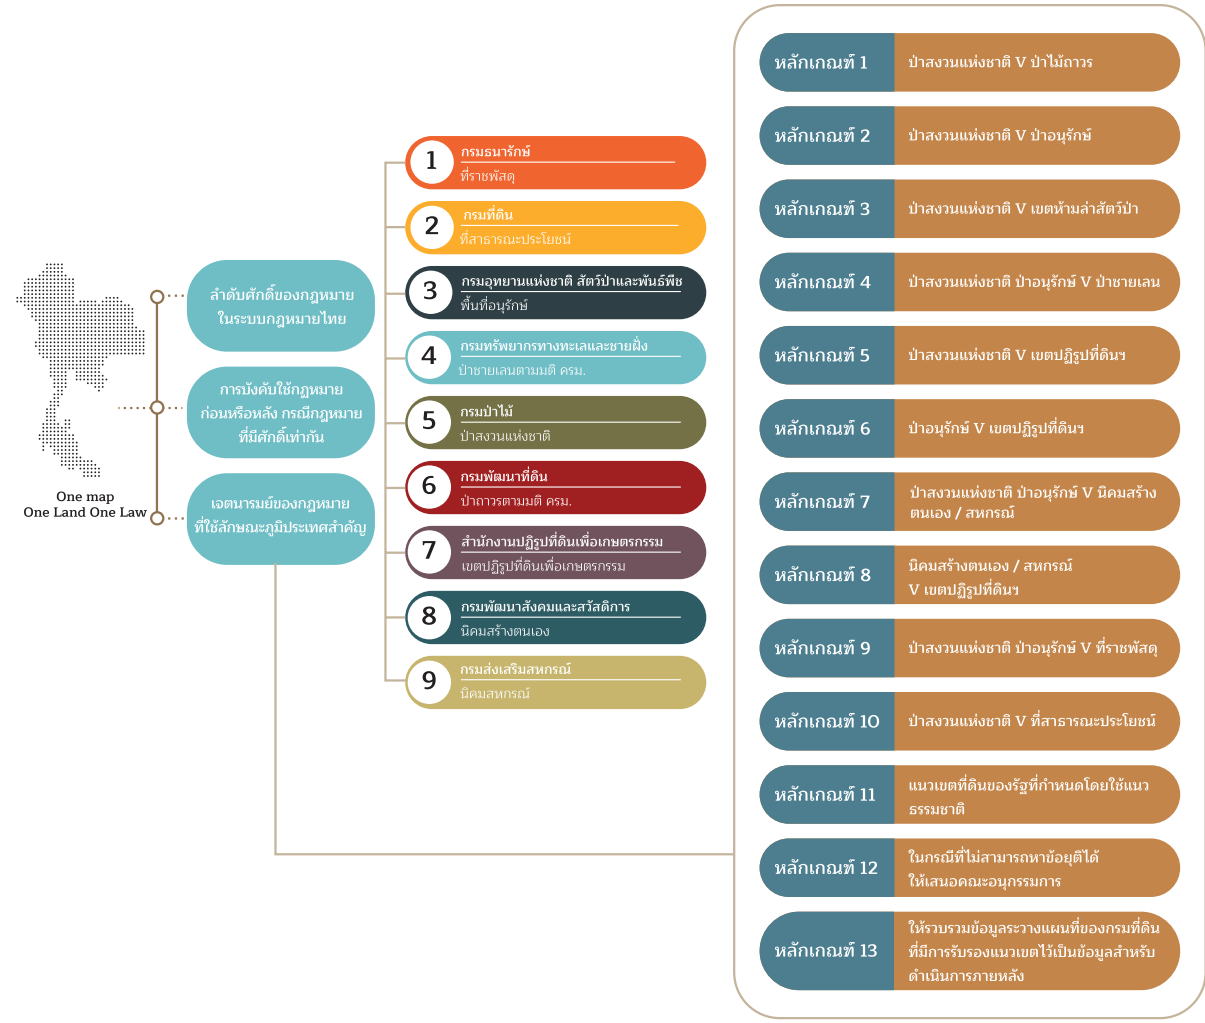 One map
One Land One Law
ลำดับศักดิ์ของกฎหมาย
ในระบบกฎหมายไทย
การบังคับใช้กฎหมาย
ก่อนหรือหลัง กรณีกฎหมาย
ที่มีศักดิ์เท่ากัน
เจตนารมย์ของกฎหมาย
ที่ใช้ลักษณะภูมิประเทศสำคัญ
1
กรมธนารักษ์
ที่ราชพัสดุ
2
กรมที่ดิน
ที่สาธารณะประโยชน์
3
กรมอุทยานแห่งชาติ สัตว์ป่าและพันธ์พืช
พื้นที่อนุรักษ์
4
กรมทรัพยากรทางทะเลและชายฝั่ง
ป่าชายเลนตามมติ ครม.
5
กรมป่าไม้
ป่าสงวนแห่งชาติ
6
กรมพัฒนาที่ดิน
ป่าถาวรตามมติ ครม.
7
สำนักงานปฏิรูปที่ดินเพื่อเกษตรกรรม
เขตปฏิรูปที่ดินเพื่อเกษตรกรรม
8
กรมพัฒนาสังคมและสวัสดิการ
นิคมสร้างตนเอง
9
กรมส่งเสริมสหกรณ์
นิคมสหกรณ์
หลักเกณฑ์ 1
ป่าสงวนแห่งชาติ V ป่าไม้ถาวร
หลักเกณฑ์ 2
ป่าสงวนแห่งชาติ V ป่าอนุรักษ์
หลักเกณฑ์ 3
ป่าสงวนแห่งชาติ V เขตห้ามล่าสัตว์ป่า
หลักเกณฑ์ 4
ป่าสงวนแห่งชาติ ป่าอนุรักษ์ V ป่าชายเลน
หลักเกณฑ์ 5
ป่าสงวนแห่งชาติ V เขตปฏิรูปที่ดินฯ
หลักเกณฑ์ 6
ป่าอนุรักษ์ V เขตปฏิรูปที่ดินฯ
หลักเกณฑ์ 7
ป่าสงวนแห่งชาติ ป่าอนุรักษ์ V นิคมสร้าง
ตนเอง / สหกรณ์
หลักเกณฑ์ 8
นิคมสร้างตนเอง / สหกรณ์
V เขตปฏิรูปที่ดินฯ
หลักเกณฑ์ 9
ป่าสงวนแห่งชาติ ป่าอนุรักษ์ V ที่ราชพัสดุ
หลักเกณฑ์ 10
ป่าสงวนแห่งชาติ V ที่สาธารณะประโยชน์
หลักเกณฑ์ 11
แนวเขตที่ดินของรัฐที่กำหนดโดยใช้แนว
ธรรมชาติ
หลักเกณฑ์ 12
ในกรณีที่ไม่สามารถหาข้อยุติได้
ให้เสนอคณะอนุกรรมการ
หลักเกณฑ์ 13
ให้รวบรวมข้อมูลระวางแผนที่ของกรมที่ดิน
ที่มีการรับรองแนวเขตไว้เป็นข้อมูลสำหรับ
ดำเนินการภายหลัง